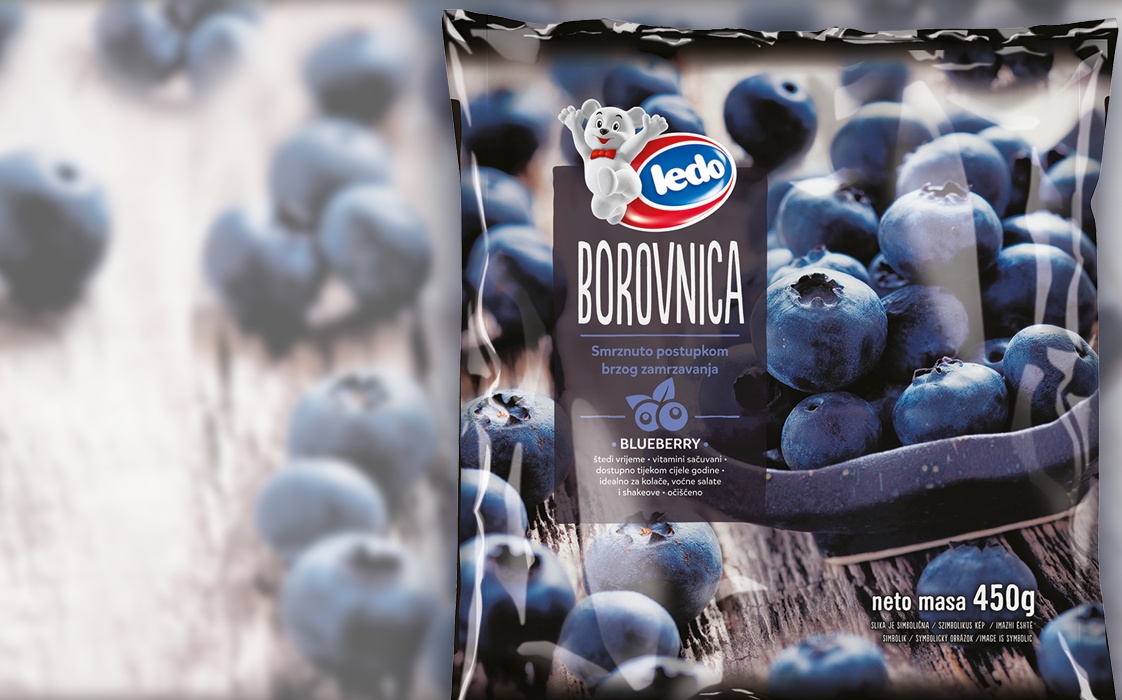 ledo
BOROVNICA
Smrznuto postupkom
brzog zamrzavanja
• BLUEBERRY •
štedi vrijeme • vitamini sačuvani •
dostupno tijekom cijele godine •
idealno za kolače, voćne salate
i shakeove • očišćeno
neto masa 450g
SLIKA JE SIMBOLIČNA / SZIMBOLIKUS KÉP / IMAZHI ËSHTË
SIMBOLIK / SYMBOLICKÝ OBRÁZOK /IMAGE IS SYMBOLIC